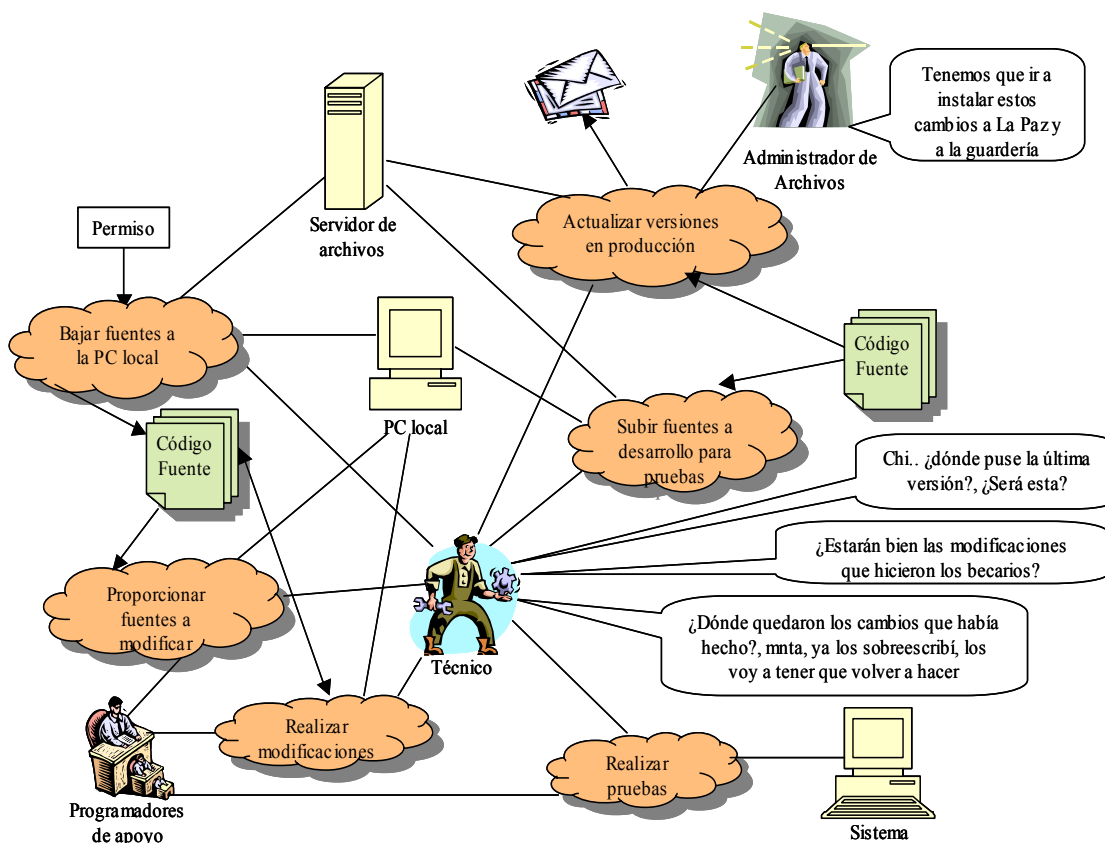 Tenemos que ir a
instalar estos
cambios a La Paz y
a la guardería
Administrador de
Archivos
Servidor de
archivos
Actualizar versiones
en producción
Permiso
Bajar fuentes a
la PC local
PC local
Código
Fuente
Código
Fuente
Subir fuentes a
desarrollo para
pruebas
Chi.. ¿dónde puse la última
versión?, ¿Será esta?
¿Estarán bien las modificaciones
que hicieron los becarios?
Proporcionar
fuentes a
modificar
¿Dónde quedaron los cambios que había
hecho?, mnta, ya los sobreescribí, los
voy a tener que volver a hacer
Técnico
Realizar
modificaciones
Realizar
pruebas
Programadores
de apoyo
Sistema